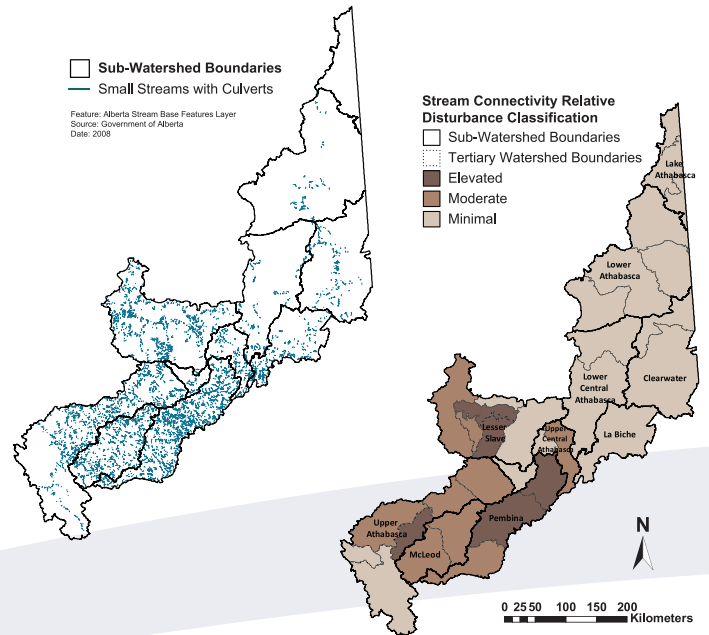 Sub-Watershed Boundaries
Small Streams with Culverts
Feature: Alberta Stream Base Features Layer
Source: Government of Alberta
Date: 2008
Stream Connectivity Relative
Disturbance Classification
Sub-Watershed Boundaries
Tertiary Watershed Boundaries
Elevated
Moderate
Minimal
Lake
Athabasca
Lower
Athabasca
Lower
Central
Athabasca
Clearwater
Lesser
Slave
Upper
Central
Athabasca
La Biche
Upper
Athabasca
Pembina
McLeod
N
0 25 50 100 150 200
Kilometers